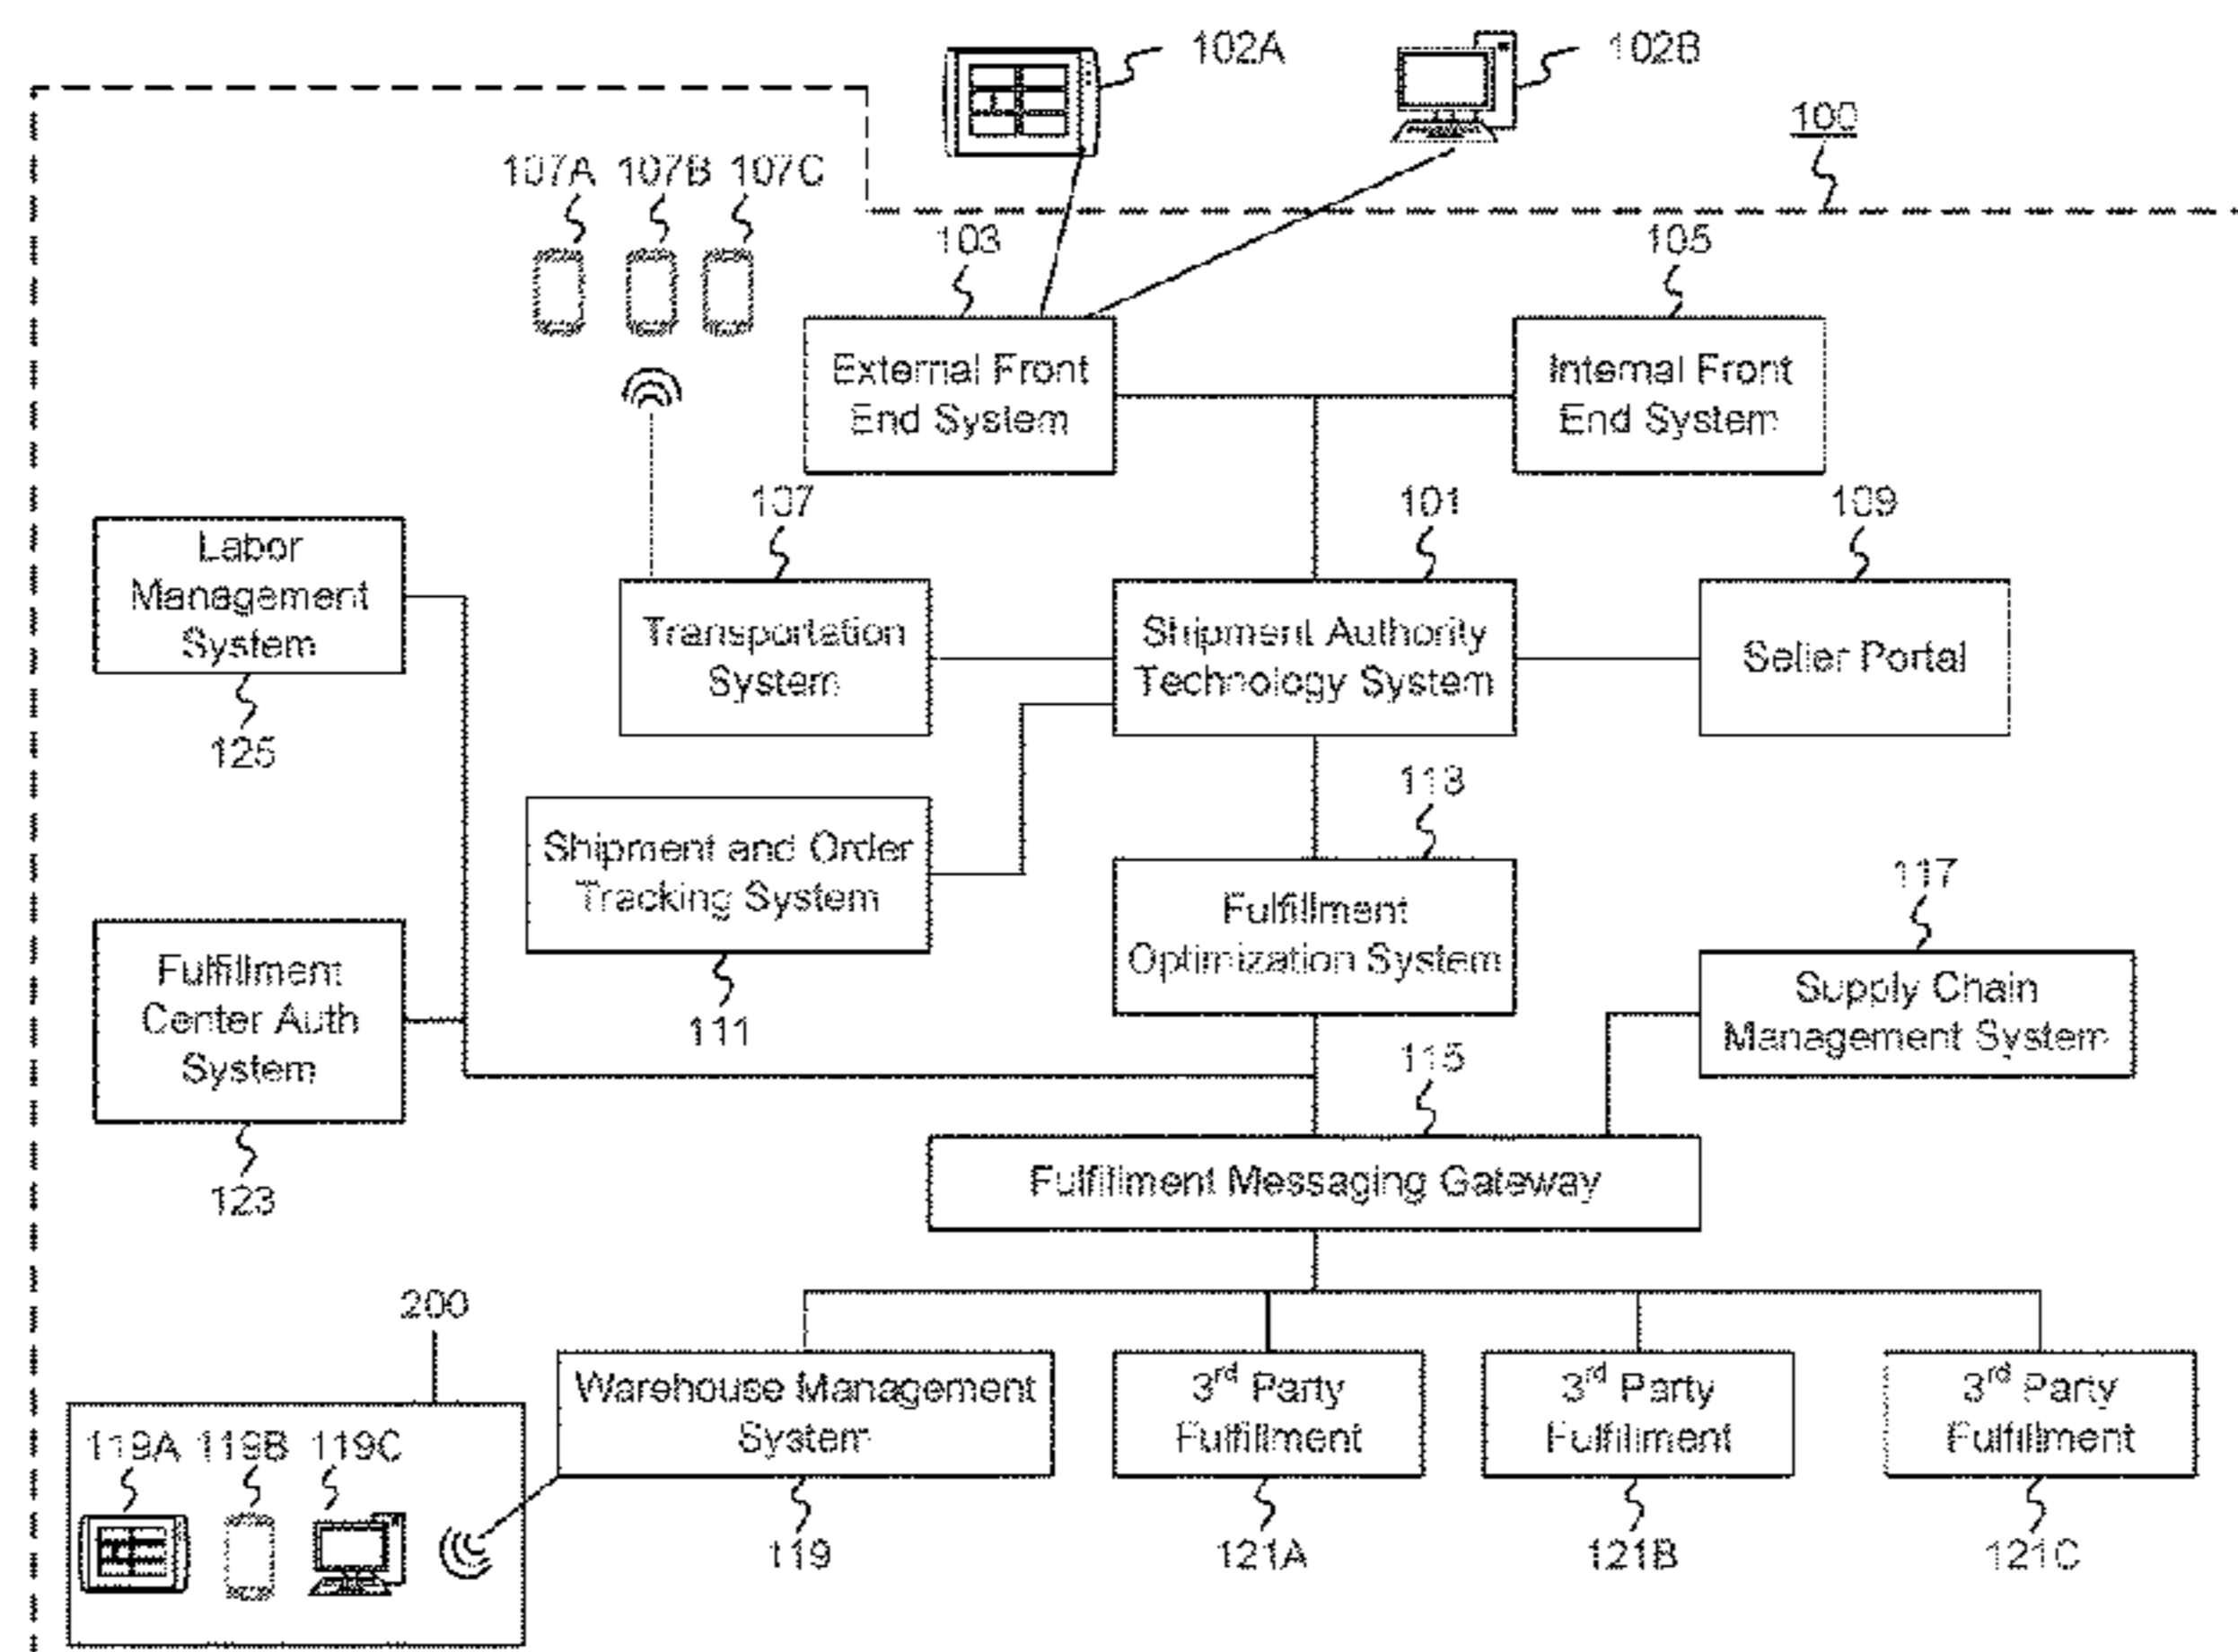 102A
102B
100
107A 107B 107C
103
105
External Front
End System
Internal Front
End System
107
101
109
Labor
Management
System
Transportation
System
Shipment Authority
Technology System
Seller Portal
125
113
Shipment and Order
Tracking System
117
Fulfillment
Optimization System
Fulfillment
Center Auth
System
Supply Chain
Management System
111
115
123
Fulfillment Messaging Gateway
200
Warehouse Management
System
3rd Party
Fulfillment
3rd Party
Fulfillment
3rd Party
Fulfillment
119A 119B 119C
119
121A
121B
121C